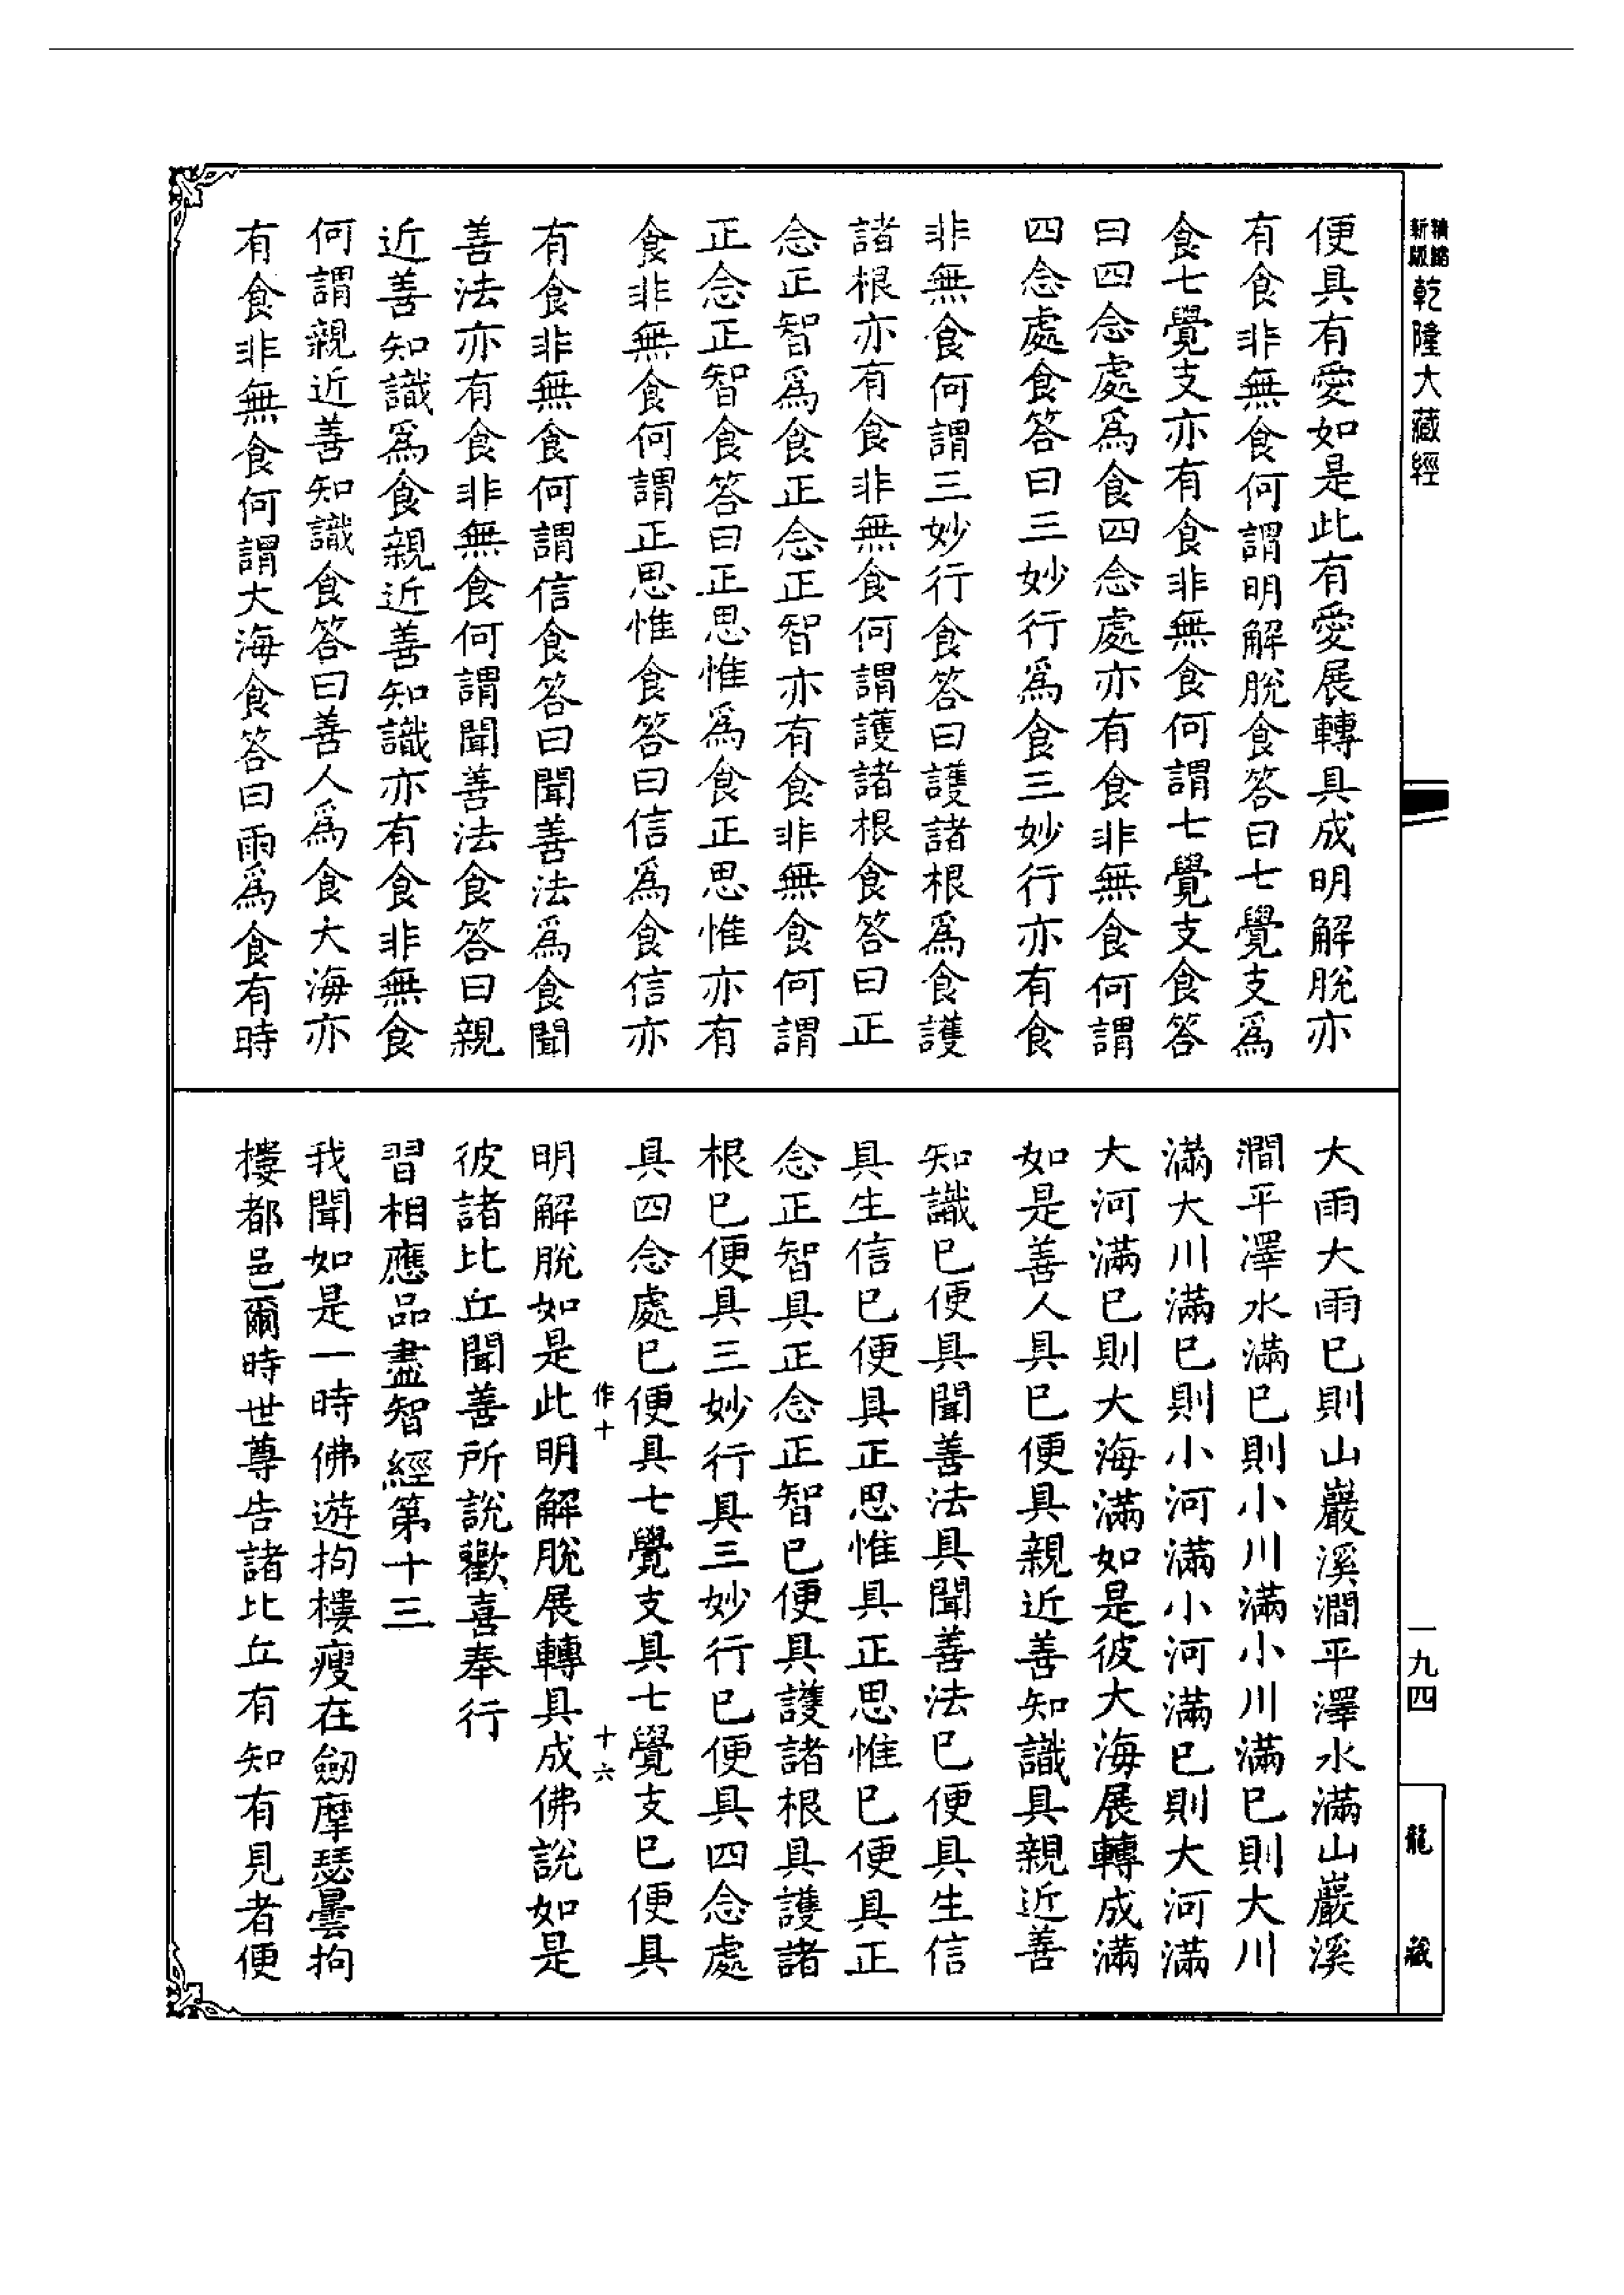 新版
精縮
乾隆大藏經
便具有愛如是此有愛展轉具成明解脫亦
有食非無食何謂明解脫食答曰七覺支爲
食七覺支亦有食非無食何謂七覺支食答
曰四念處爲食四念處亦有食非無食何謂
四念處食答曰三妙行爲食三妙行亦有食
非無食何謂三妙行食答曰護諸根爲食護
諸根亦有食非無食何謂護諸根食答曰正
念正智爲食正念正智亦有食非無食何謂
正念正智食答曰正思惟爲食正思惟亦有
食非無食何謂正思惟食答曰信爲食信亦
有食非無食何謂信食答曰聞善法爲食聞
善法亦有食非無食何謂聞善法食答曰親
近善知識爲食親近善知識亦有食非無食
何謂親近善知識食答曰善人爲食大海亦
有食非無食何謂大海食答曰雨爲食有時
大雨大雨已則山巖溪澗平澤水滿山巖溪
澗平澤水滿已則小川滿小川滿已則大川
滿大川滿已則小河滿小河滿已則大河滿
大河滿已則大海滿如是彼大海展轉成滿
如是善人具已便具親近善知識具親近善
知識已便具聞善法具聞善法已便具生信
具生信已便具正思惟具正思惟已便具正
念正智具正念正智已便具護諸根具護諸
根已便具三妙行具三妙行已便具四念處
具四念處已便具七覺支具七覺支已便具
作十
十六
明解脫如是此明解脫展轉具成佛說如是
彼諸比丘聞善所說歡喜奉行
習相應品盡智經第十三
我聞如是一時佛遊拘樓瘦在劒摩瑟曇拘
樓都邑爾時世尊告諸比丘有知有見者便
一九四
龍藏